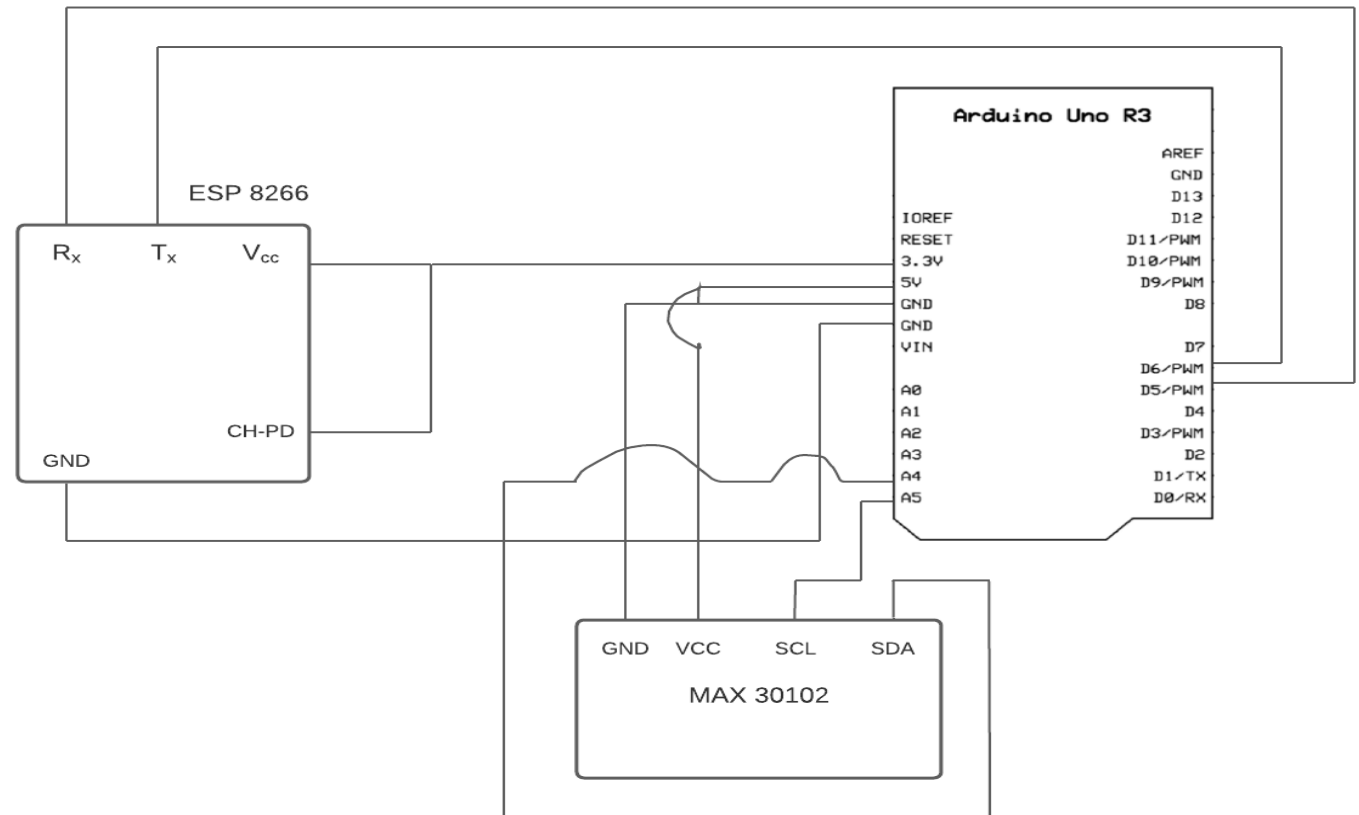 ESP 8266
Rx Tx Vcc
CH-PD
GND
Arduino Uno R3
AREF
GND
D13
IOREF D12
RESET D11/PWM
3.3V D10/PWM
5V D9/PWM
GND D8
GND
VIN D7
D6/PWM
A0 D5/PWM
A1 D4
A2 D3/PWM
A3 D2
A4 D1/TX
A5 D0/RX
GND VCC SCL SDA
MAX 30102